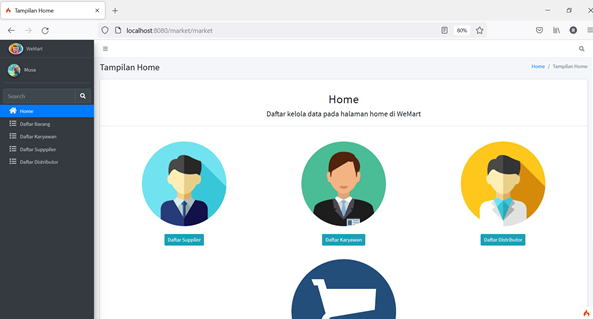 Tampilan Home
localhost:8080/market/market
80%
WeMart
Musa
Search
Home
Daftar Barang
Daftar Karyawan
Daftar Suppplier
Daftar Distributor
Tampilan Home
Home / Tampilan Home
Home
Daftar kelola data pada halaman home di WeMart
Daftar Supplier
Daftar Karyawan
Daftar Distributor